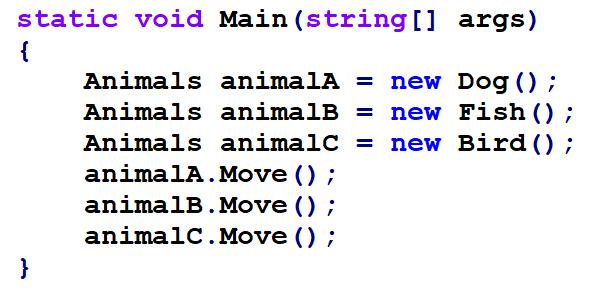 static void Main(string[] args)
{
    Animals animalA = new Dog();
    Animals animalB = new Fish();
    Animals animalC = new Bird();
    animalA.Move();
    animalB.Move();
    animalC.Move();
}